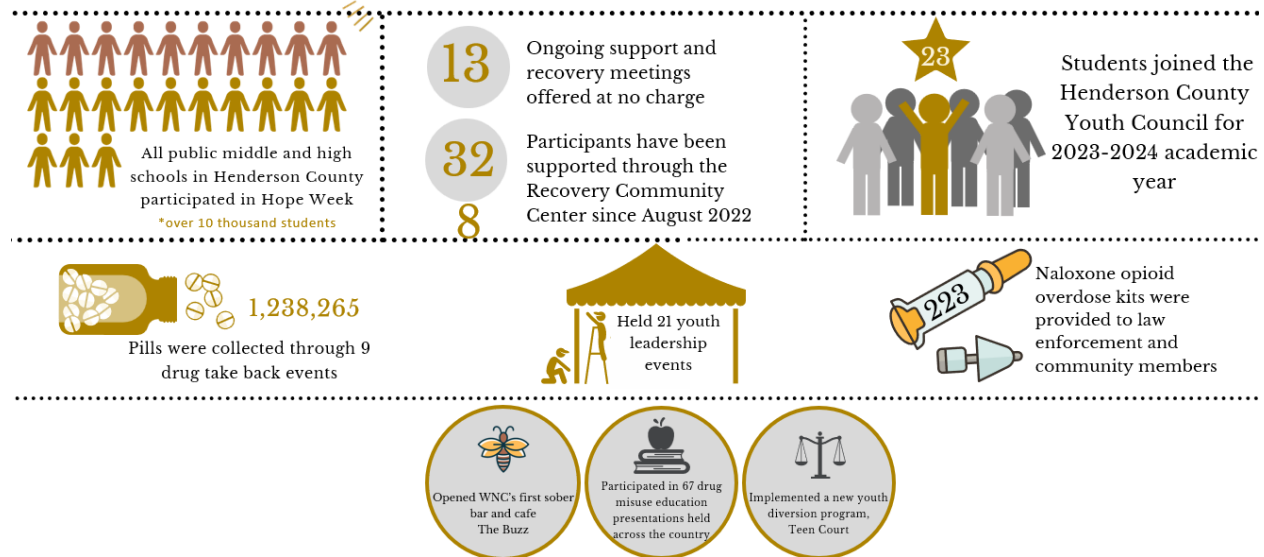 All public middle and high
schools in Henderson County
participated in Hope Week
*over 10 thousand students
13
Ongoing support and
recovery meetings
offered at no charge
32
8
Participants have been
supported through the
Recovery Community
Center since August 2022
23
Students joined the
Henderson County
Youth Council for
2023-2024 academic
year
1,238,265
Pills were collected through 9
drug take back events
Held 21 youth
leadership
events
223
Naloxone opioid
overdose kits were
provided to law
enforcement and
community members
Opened WNC's first sober
bar and cafe
The Buzz
Participated in 67 drug
misuse education
presentations held
across the country
Implemented a new youth
diversion program,
Teen Court